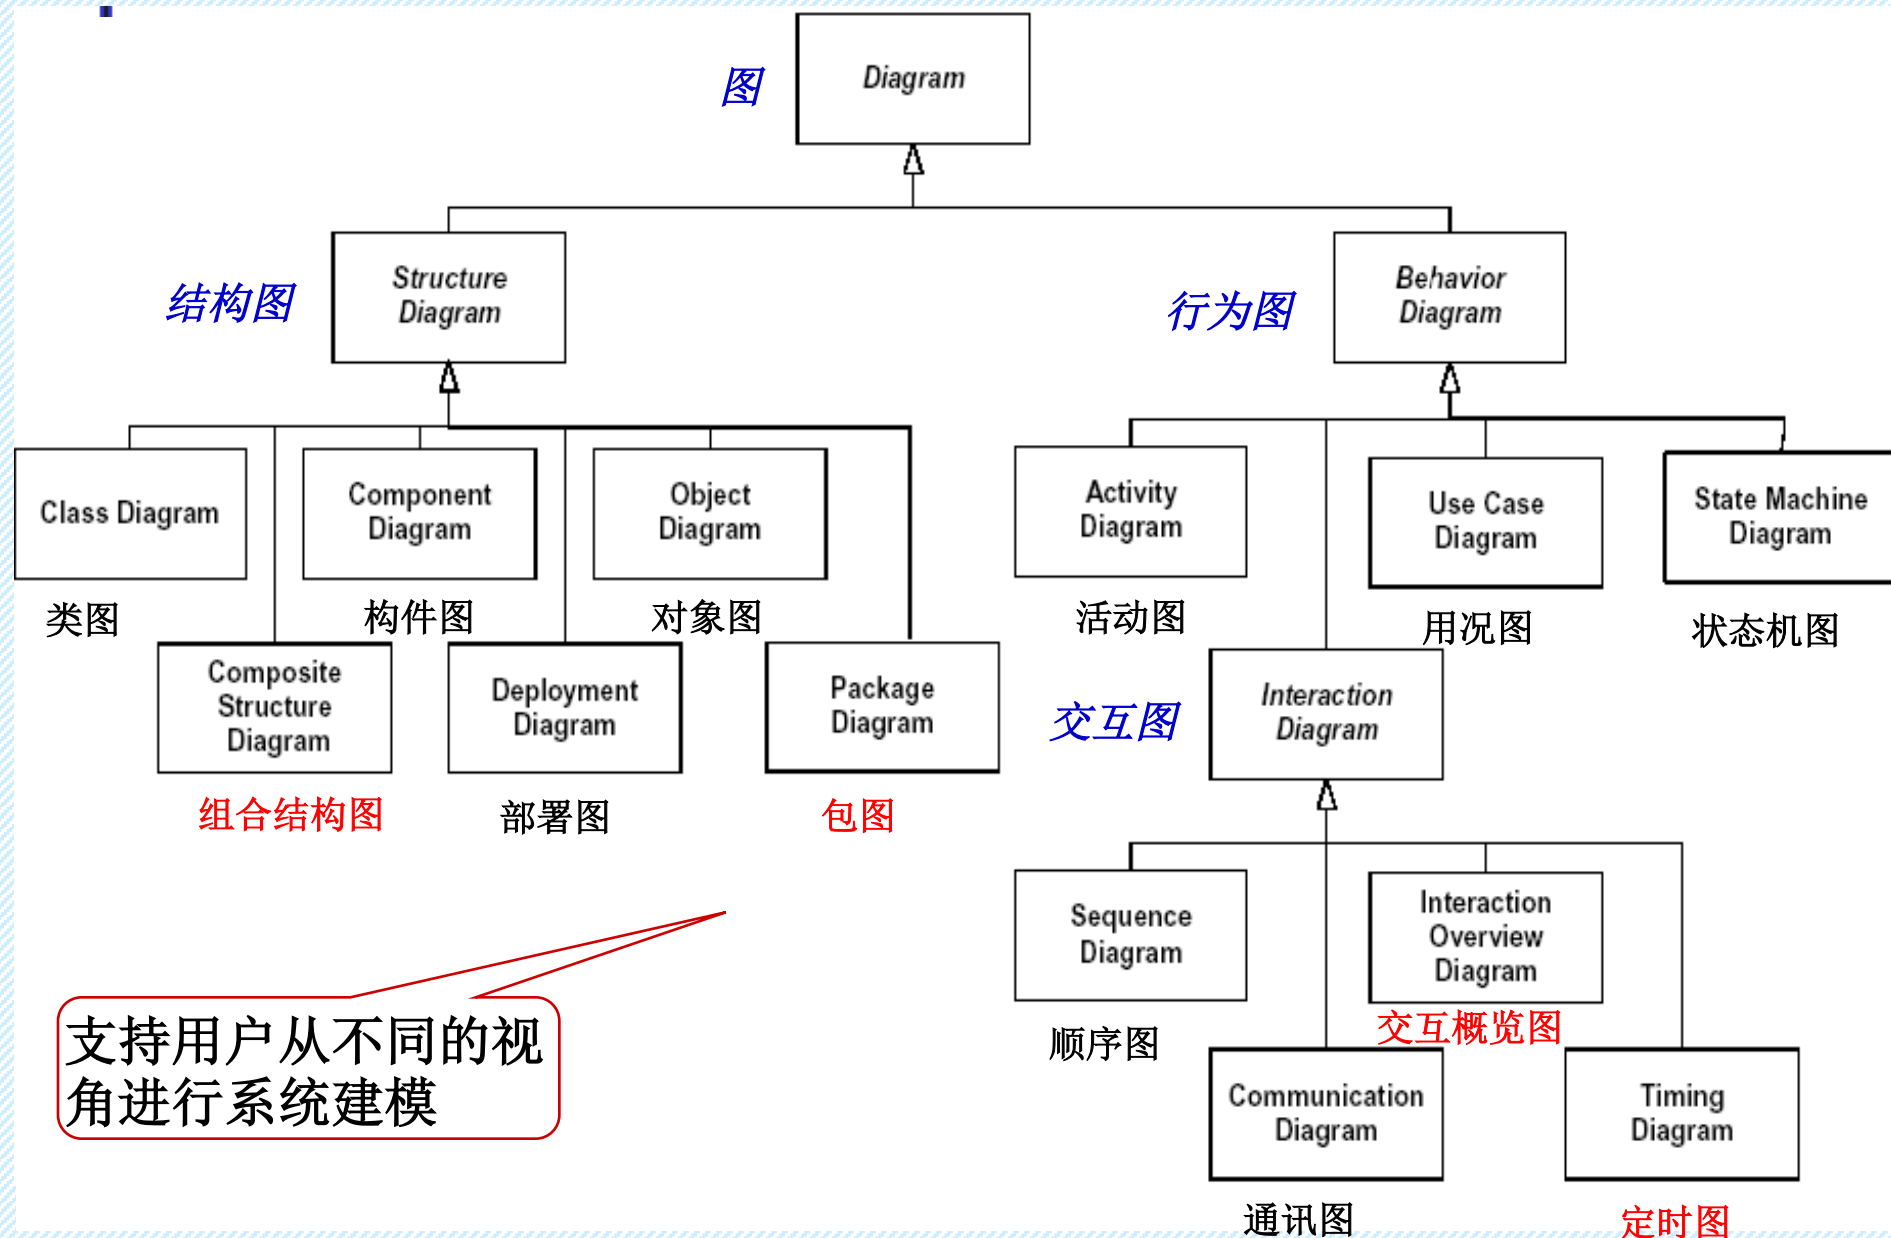 Diagram
图
Structure
Diagram
结构图
Behavior
Diagram
行为图
Class Diagram
类图
Component
Diagram
构件图
Object
Diagram
对象图
Activity
Diagram
活动图
Use Case
Diagram
用况图
State Machine
Diagram
状态机图
Composite
Structure
Diagram
组合结构图
Deployment
Diagram
部署图
Package
Diagram
包图
Interaction
Diagram
交互图
Sequence
Diagram
顺序图
Interaction
Overview
Diagram
交互概览图
Communication
Diagram
通讯图
Timing
Diagram
定时图
支持用户从不同的视
角进行系统建模